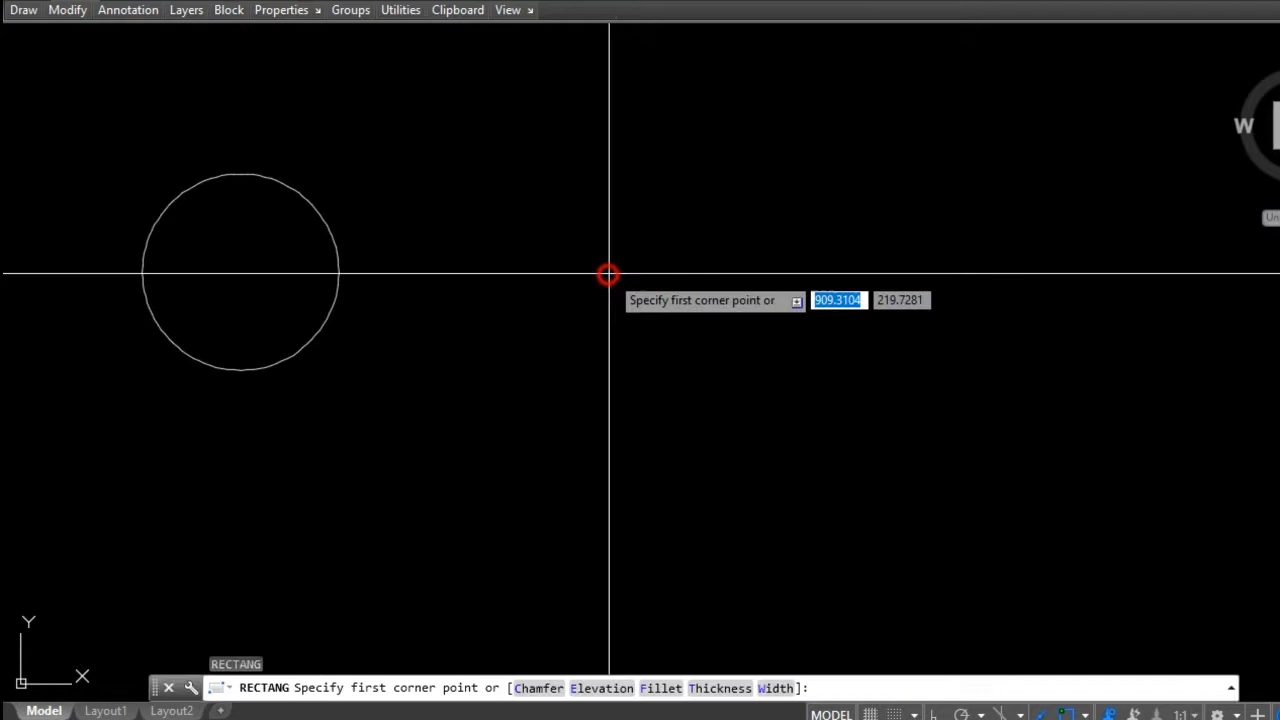 Draw Modify Annotation Layers Block Properties Groups Utilities Clipboard View
W
Un
Specify first corner point or 909.3104 219.7281
Y
X
RECTANG
RECTANG Specify first corner point or [Chamfer Elevation Fillet Thickness Width]:
Model Layout1 Layout2 + MODEL 1:1